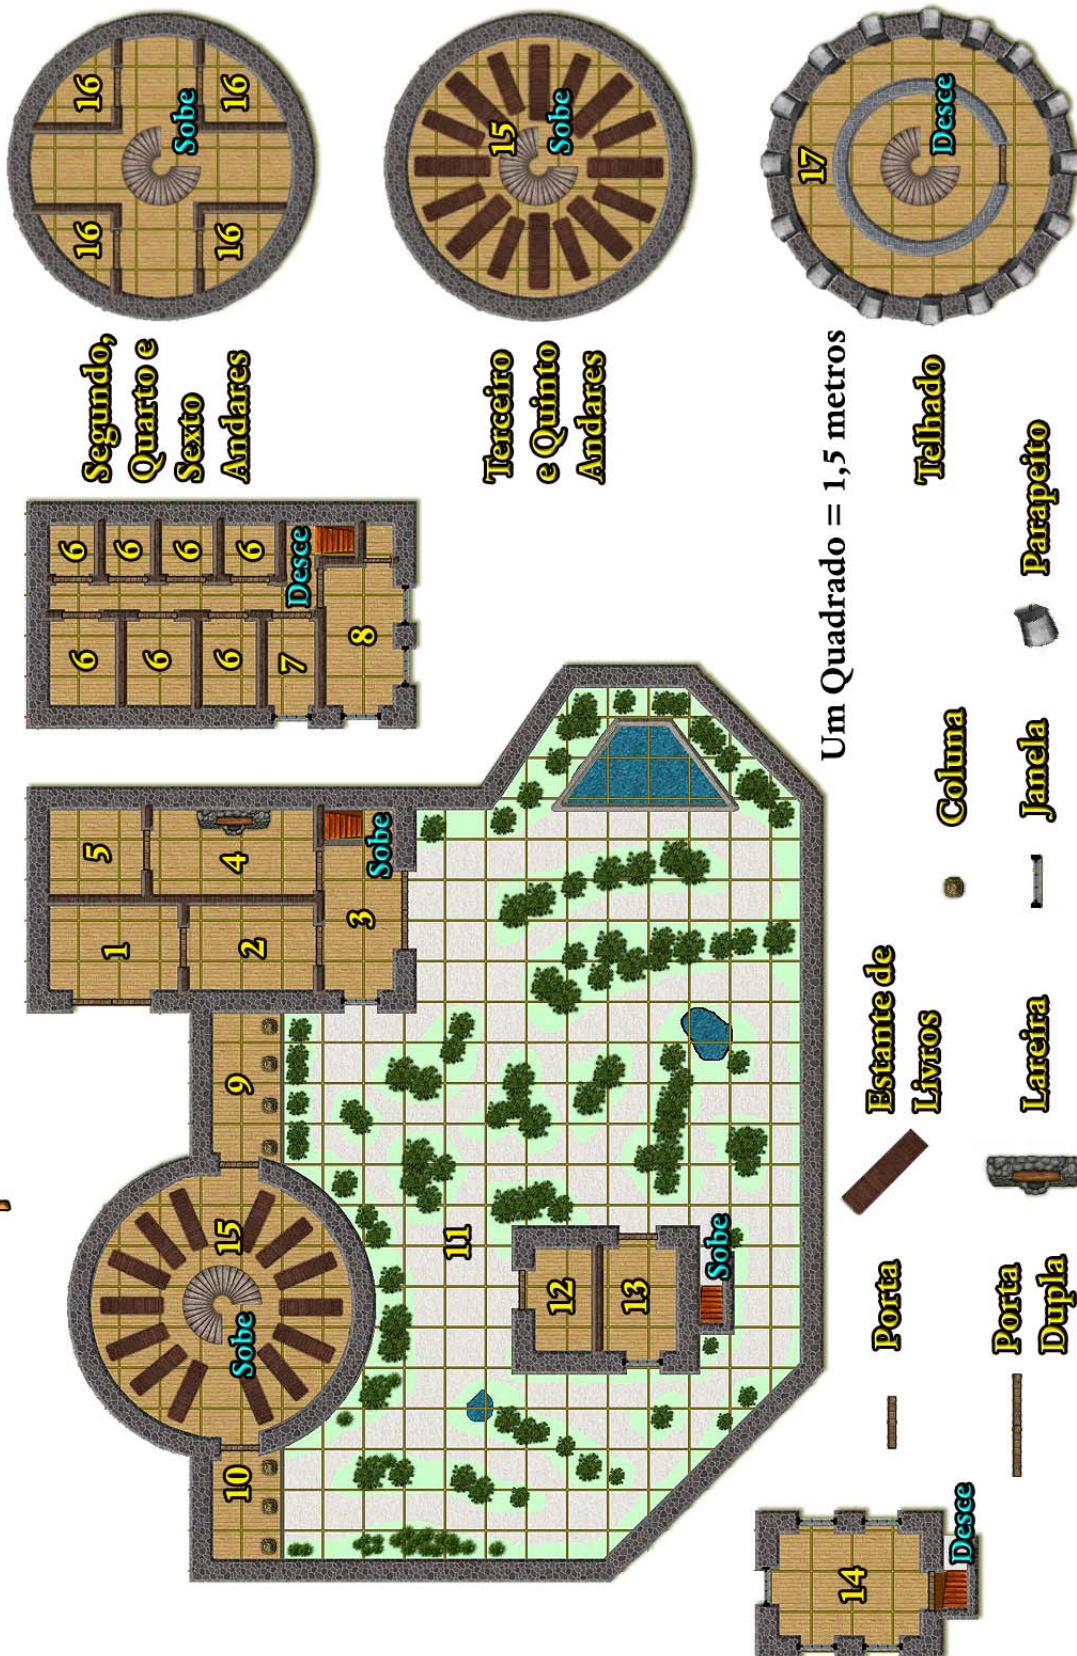 10
Sobe
15
9
1
2
3
Sobe
5
4
11
12
13
Sobe
14
Desce
6
6
6
7
8
6
6
6
6
Desce
Segundo,
Quarto e
Sexto
Andares
16
16
16
16
Sobe
Terceiro
e Quinto
Andares
15
Sobe
Um Quadrado = 1,5 metros
Telhado
17
Desce
Porta
Porta
Dupla
Estante de
Livros
Lareira
Coluna
Janela
Parapeito